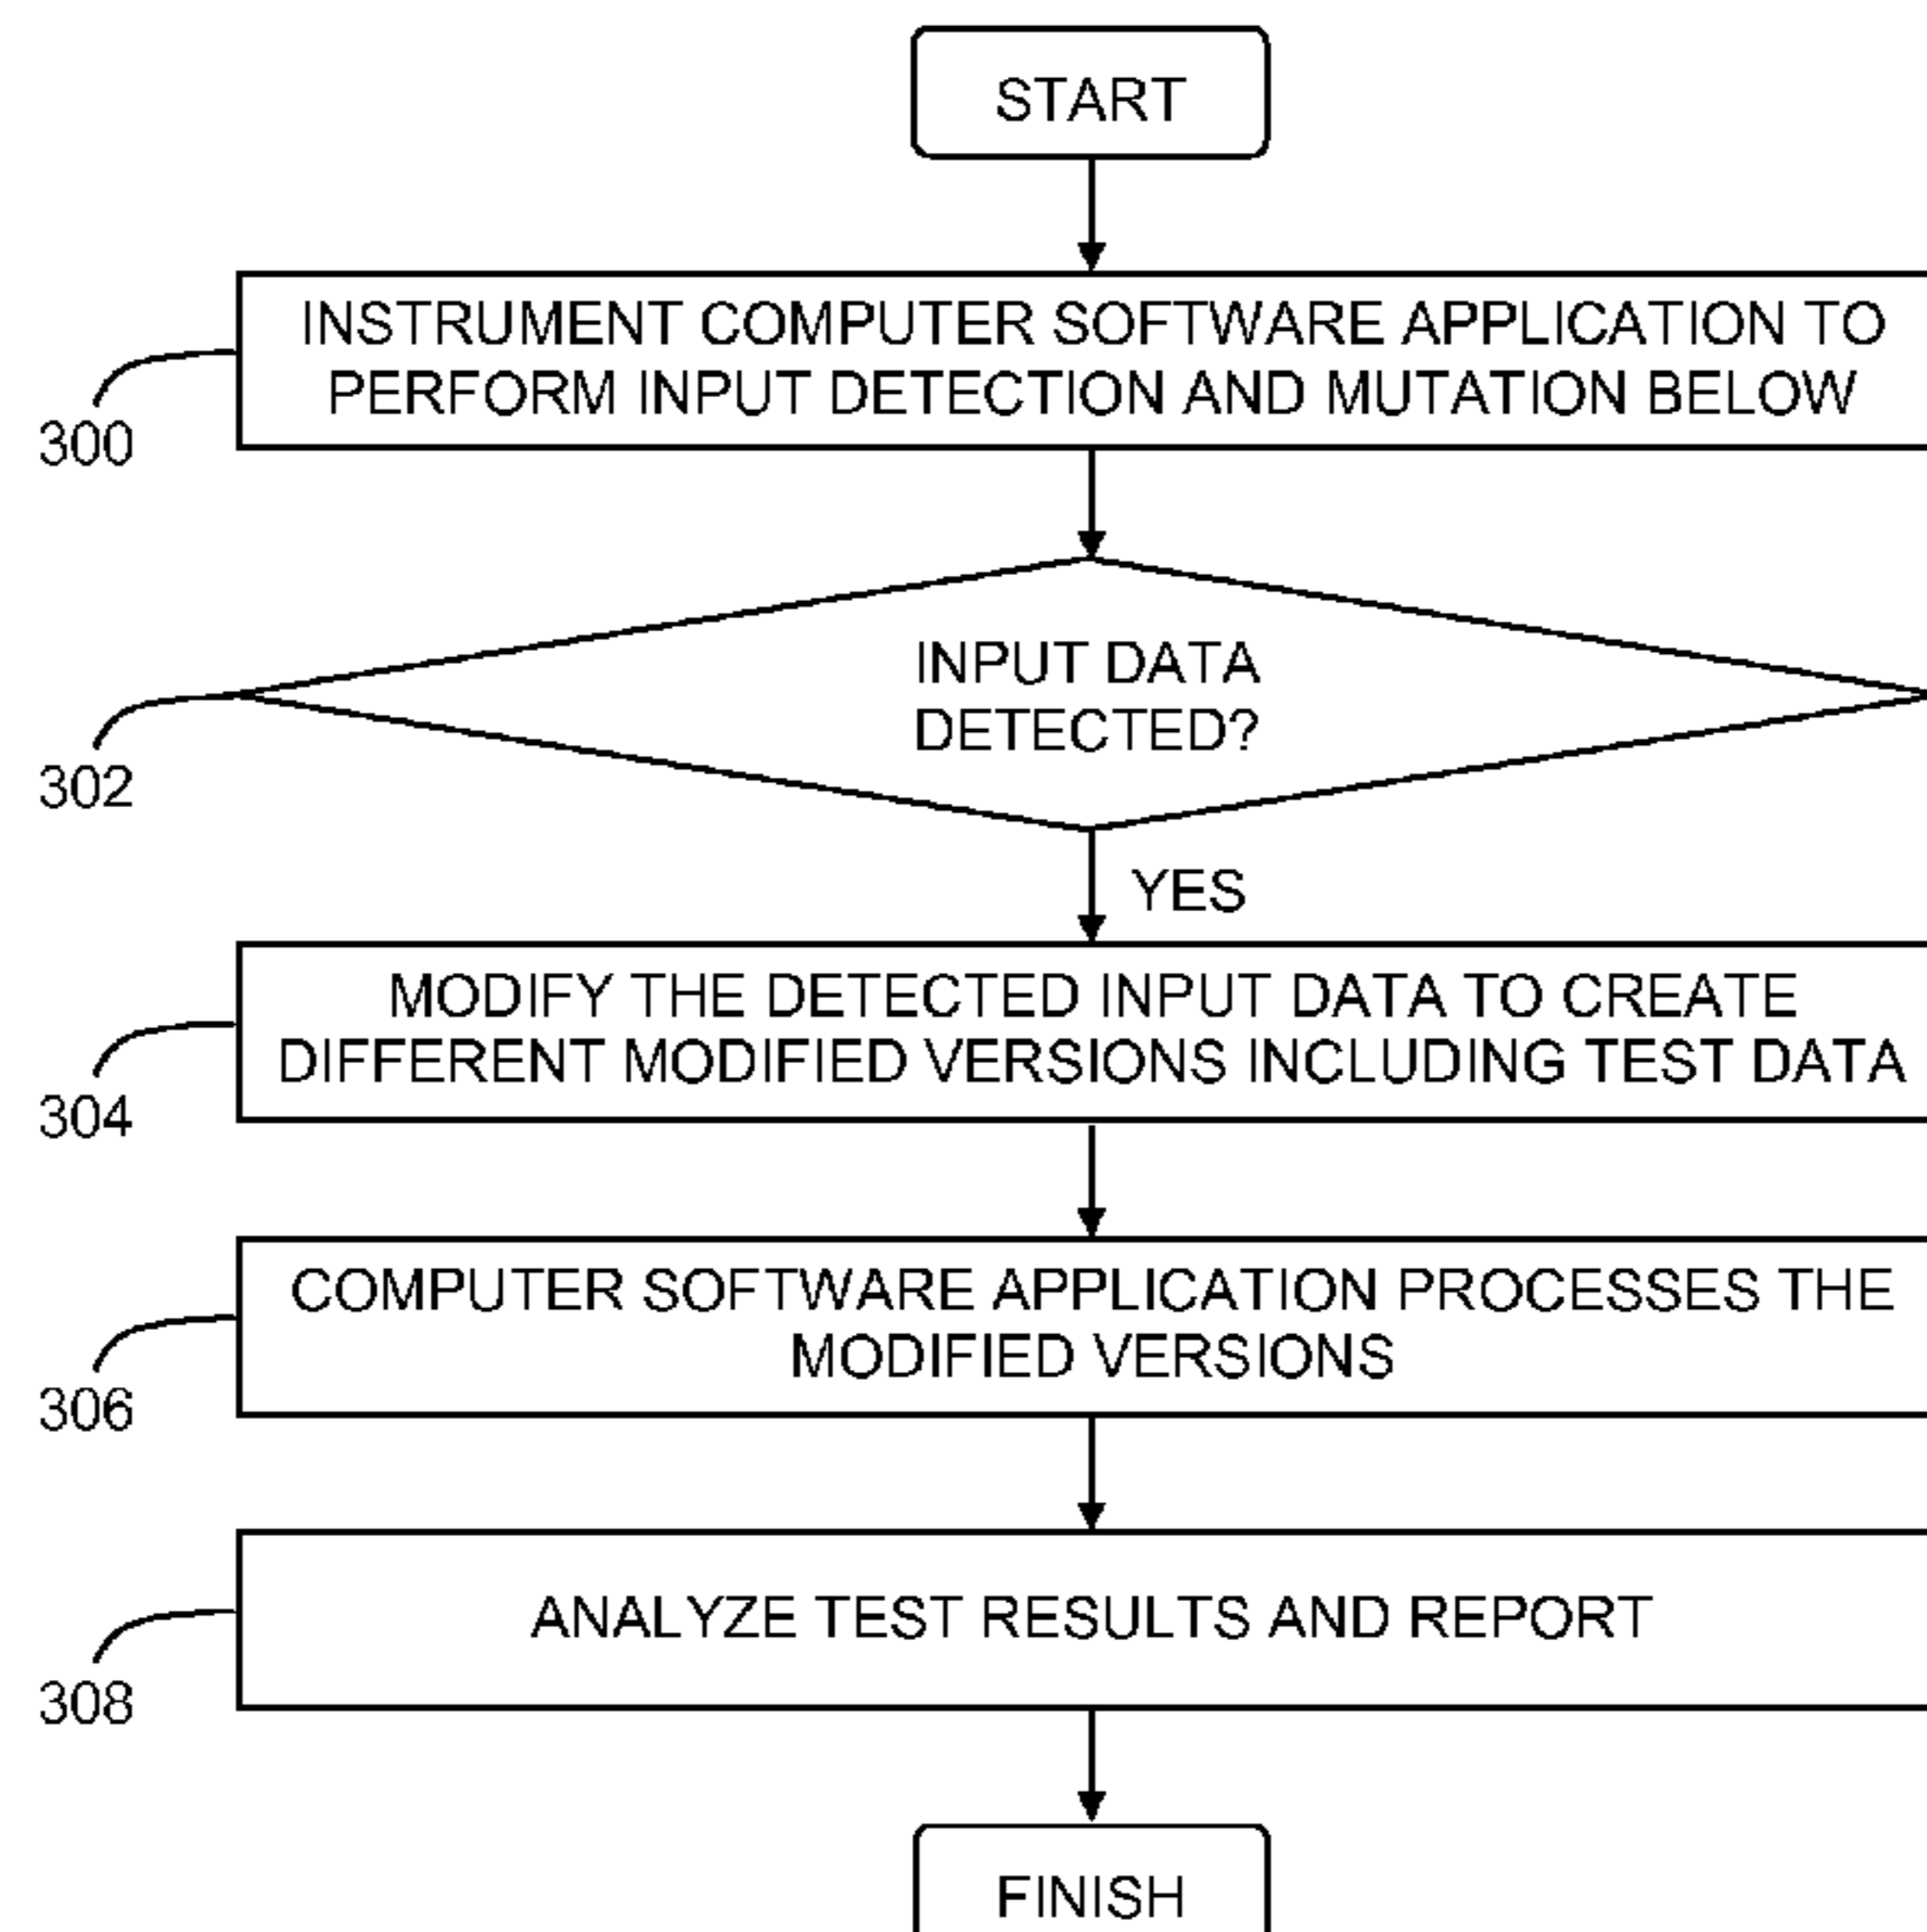 START
INSTRUMENT COMPUTER SOFTWARE APPLICATION TO
PERFORM INPUT DETECTION AND MUTATION BELOW
300
INPUT DATA
DETECTED?
302
YES
MODIFY THE DETECTED INPUT DATA TO CREATE
DIFFERENT MODIFIED VERSIONS INCLUDING TEST DATA
304
COMPUTER SOFTWARE APPLICATION PROCESSES THE
MODIFIED VERSIONS
306
ANALYZE TEST RESULTS AND REPORT
308
FINISH